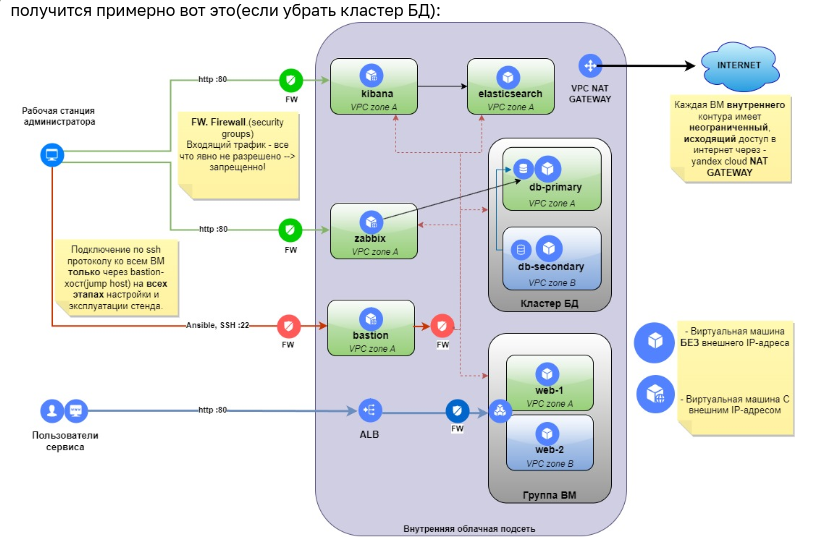 получится примерно вот это(если убрать кластер БД):
http :80
FW
kibana
VPC zone A
elasticsearch
VPC zone A
VPC NAT
GATEWAY
INTERNET
Рабочая станция
администратора
FW. Firewall.(security
groups)
Входящий трафик - все
что явно не разрешено -->
запрещенно!
Каждая ВМ внутреннего
контура имеет
неограниченный,
исходящий доступ в
интернет через -
yandex cloud NAT
GATEWAY
db-primary
VPC zone A
http :80
FW
zabbix
VPC zone A
Подключение по ssh
протоколу ко всем ВМ
только через bastion-
хост(jump host) на всех
этапах настройки и
эксплуатации стенда.
db-secondary
VPC zone B
Кластер БД
Ansible, SSH :22
FW
bastion
VPC zone A
FW
- Виртуальная машина
БЕЗ внешнего IP-адреса
- Виртуальная машина С
внешним IP-адресом
web-1
VPC zone A
http :80
ALB
FW
Пользователи
сервиса
web-2
VPC zone B
Группа ВМ
Внутренняя облачная подсеть